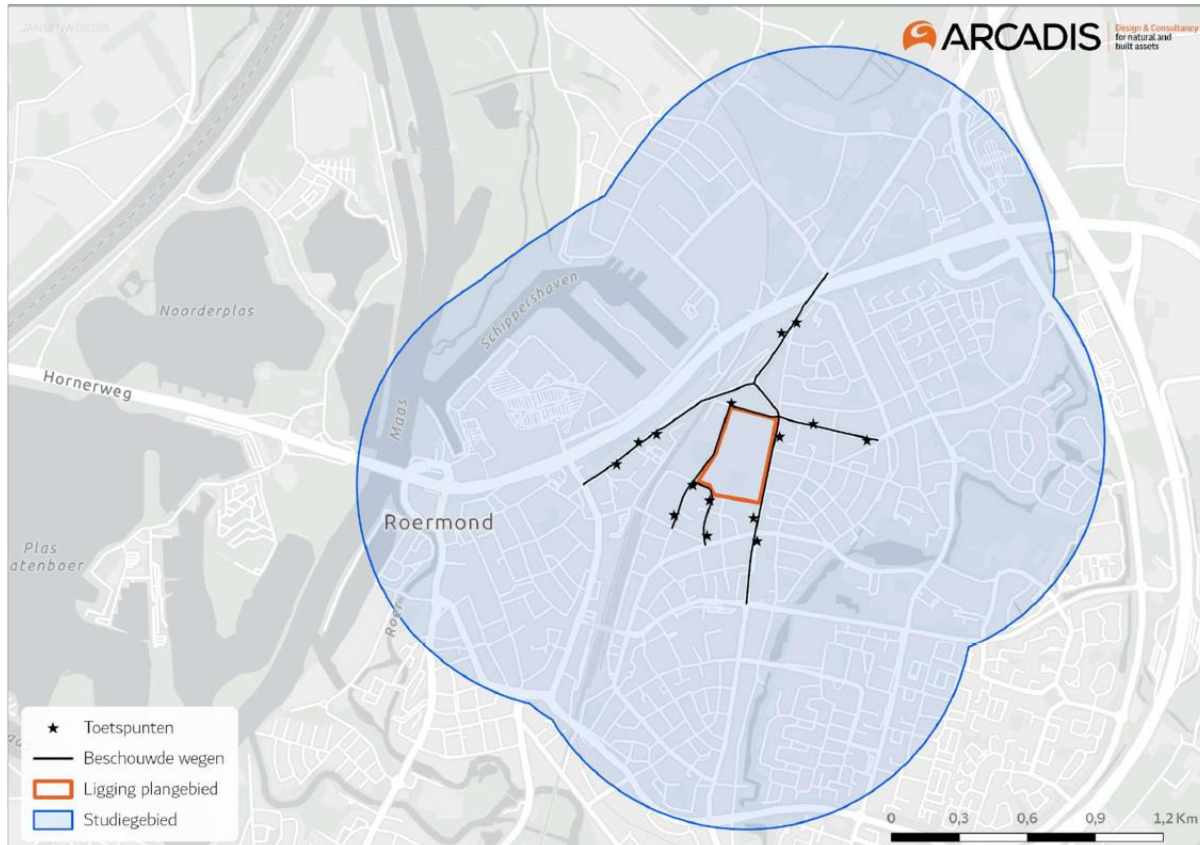 JANSENW08186
ARCADIS
Design & Consultancy
for natural and
built assets
Noorderplas
Schippershaven
Hornerweg
Maas
Roermond
Plas
atenboer
Roer
Toetspunten
Beschouwde wegen
Ligging plangebied
Studiegebied
0 0,3 0,6 0,9 1,2 Km